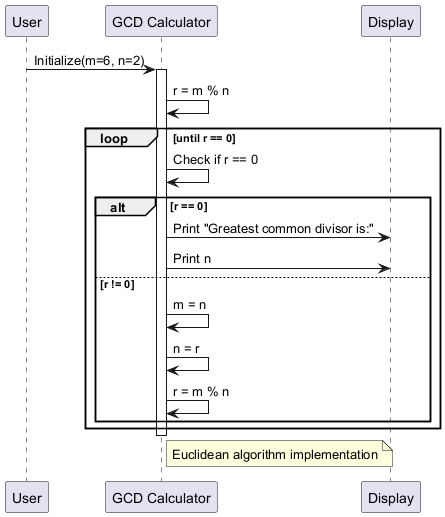 User
GCD Calculator
Display
Initialize(m=6, n=2)
r = m % n
loop
[until r == 0]
Check if r == 0
alt
[r == 0]
Print "Greatest common divisor is:"
Print n
[r != 0]
m = n
n = r
r = m % n
Euclidean algorithm implementation
User
GCD Calculator
Display